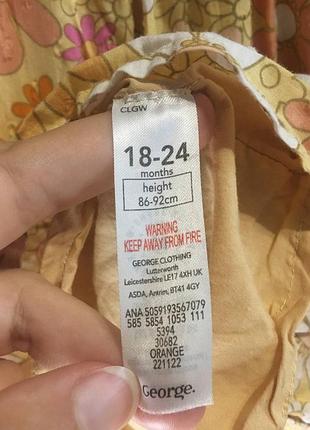 CLGW
18-24
months
height
86-92cm
WARNING
KEEP AWAY FROM FIRE
GEORGE CLOTHING
Lutterworth
Leicestershire LE17 4XH UK
ASDA, Antrim, BT41 4GY
ANA 5059193567079
585 5854 1053 111
5394
30682
ORANGE
221122
George.